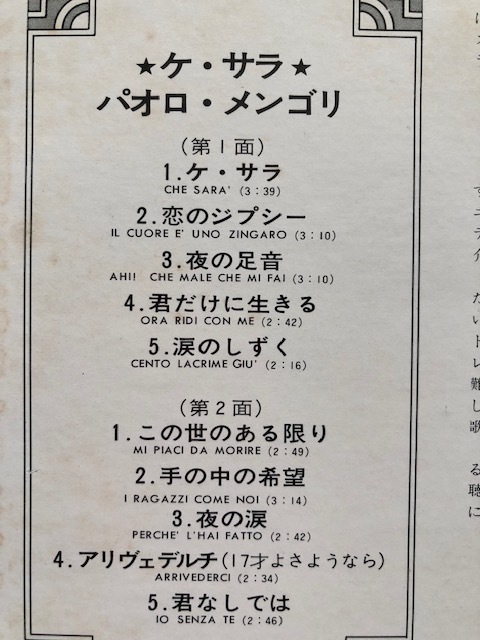 ★ケ・サラ★
パオロ・メンゴリ
(第1面)
1.ケ・サラ
CHE SARA' (3:39)
2.恋のジプシー
IL CUORE E' UNO ZINGARO (3:10)
3.夜の足音
AHI! CHE MALE CHE MI FAI (3:10)
4.君だけに生きる
ORA RIDI CON ME (2:42)
5.涙のしずく
CENTO LACRIME GIU' (2:16)
(第2面)
1.この世のある限り
MI PIACI DA MORIRE (2:49)
2.手の中の希望
I RAGAZZI COME NOI (3:14)
3.夜の涙
PERCHE' L'HAI FATTO (2:42)
4.アリヴェデルチ(17才よさようなら)
ARRIVEDERCI (2:34)
5.君なしでは
IO SENZA TE (2:46)